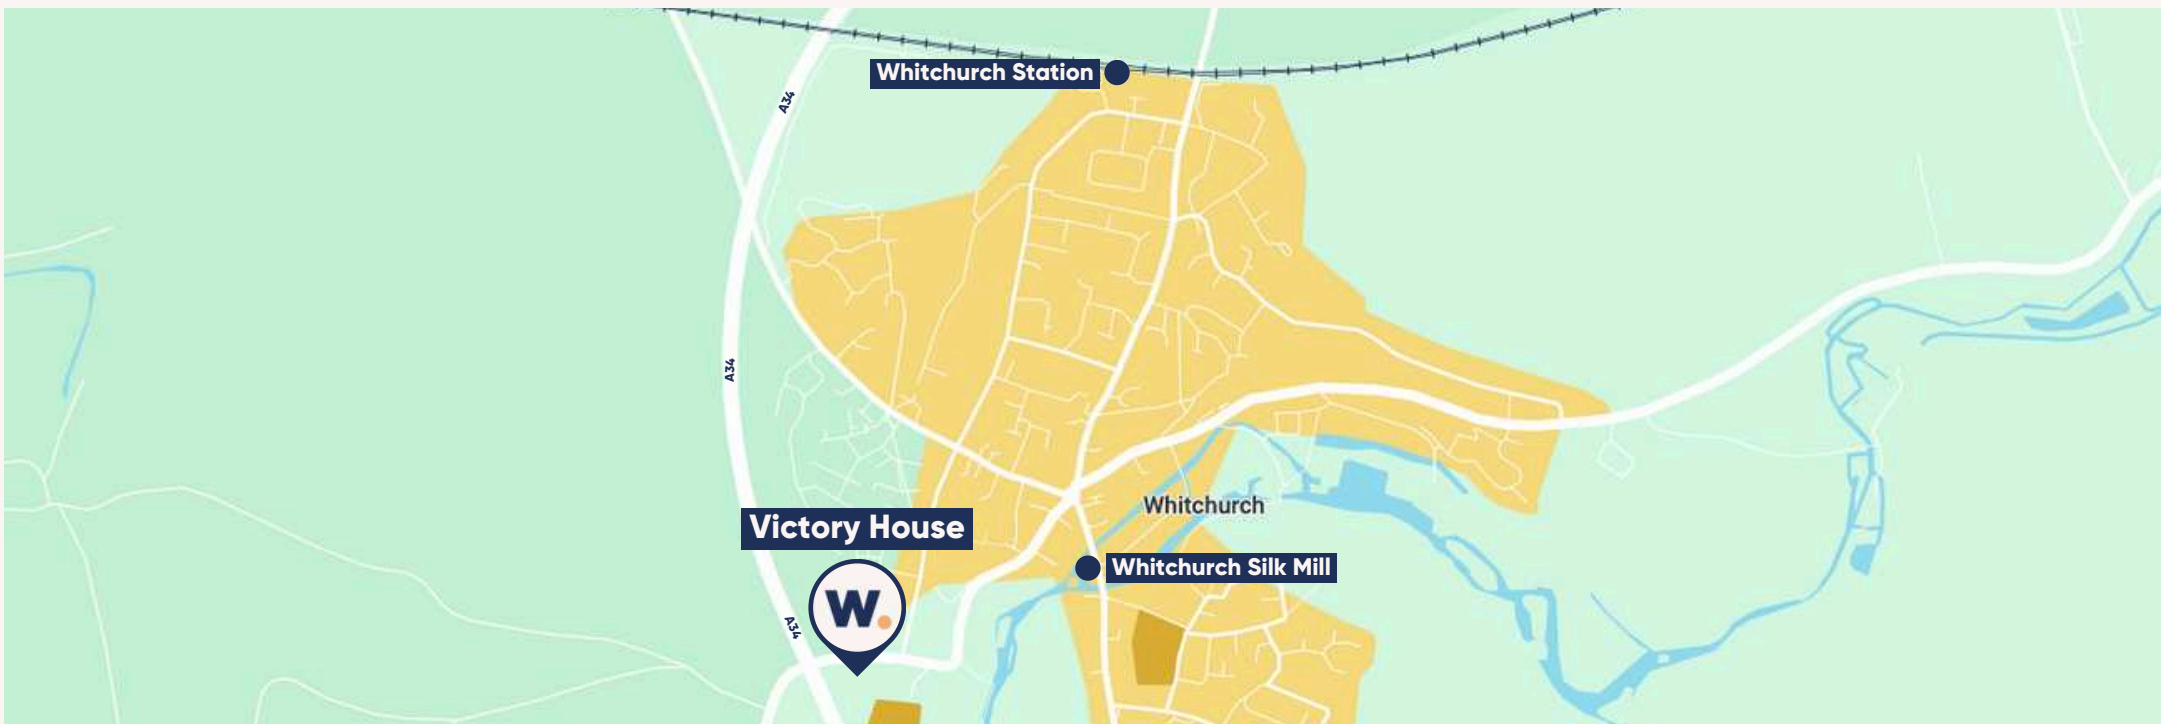 Whitchurch Station
A34
A34
Whitchurch
Victory House
Whitchurch Silk Mill
W.
A34